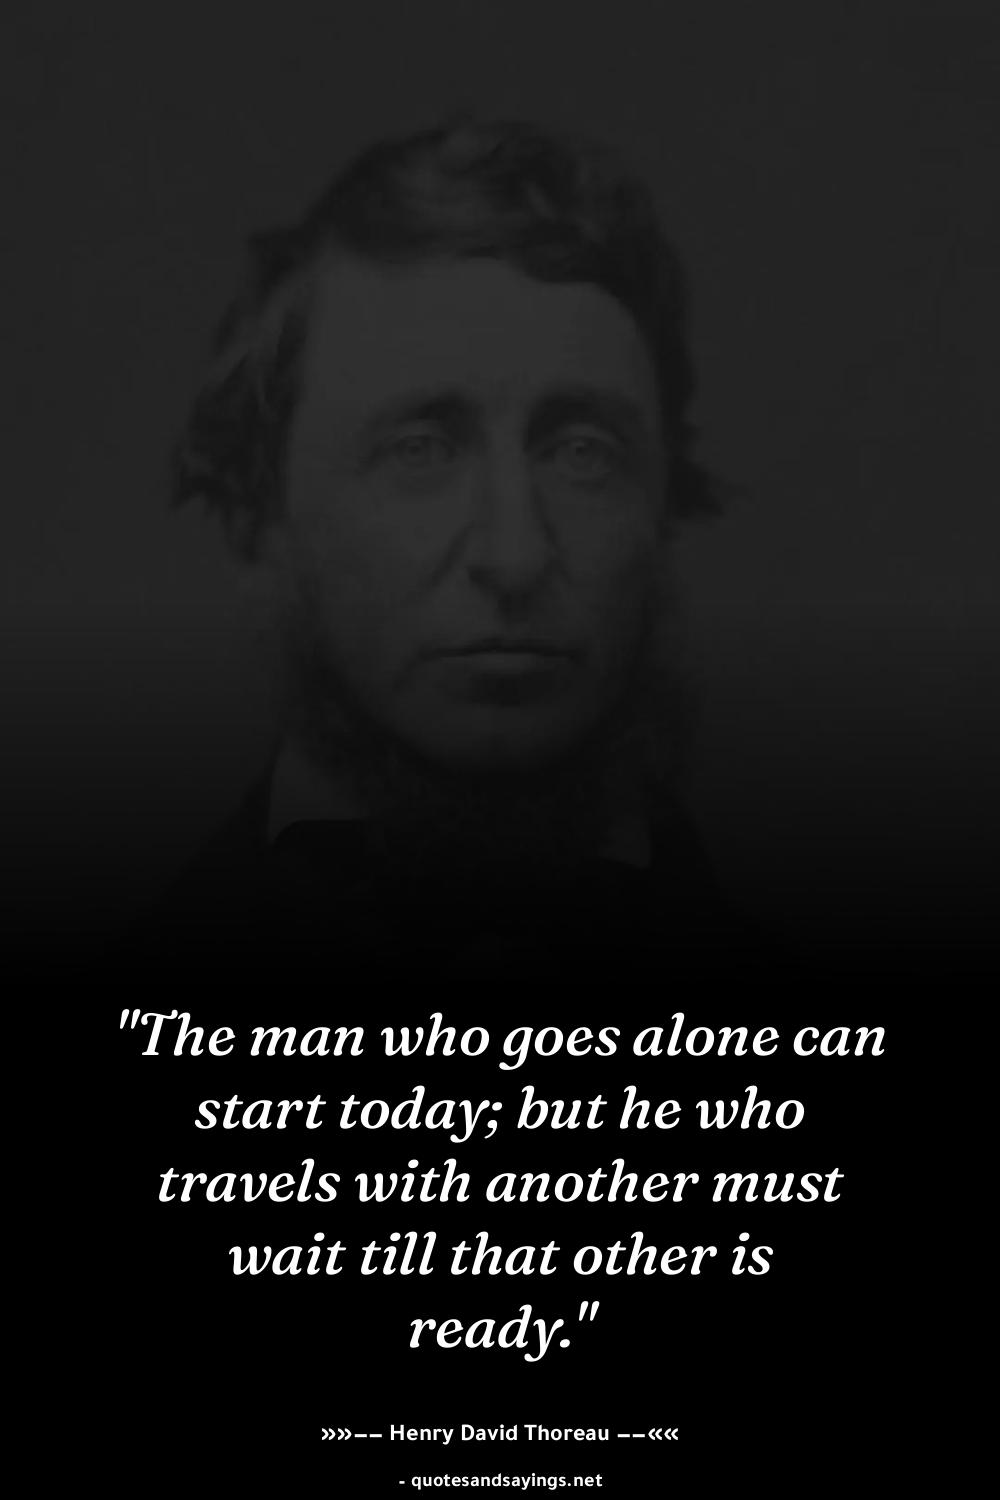 "The man who goes alone can
start today; but he who
travels with another must
wait till that other is
ready."
»»–– Henry David Thoreau ––««
- quotesandsayings.net